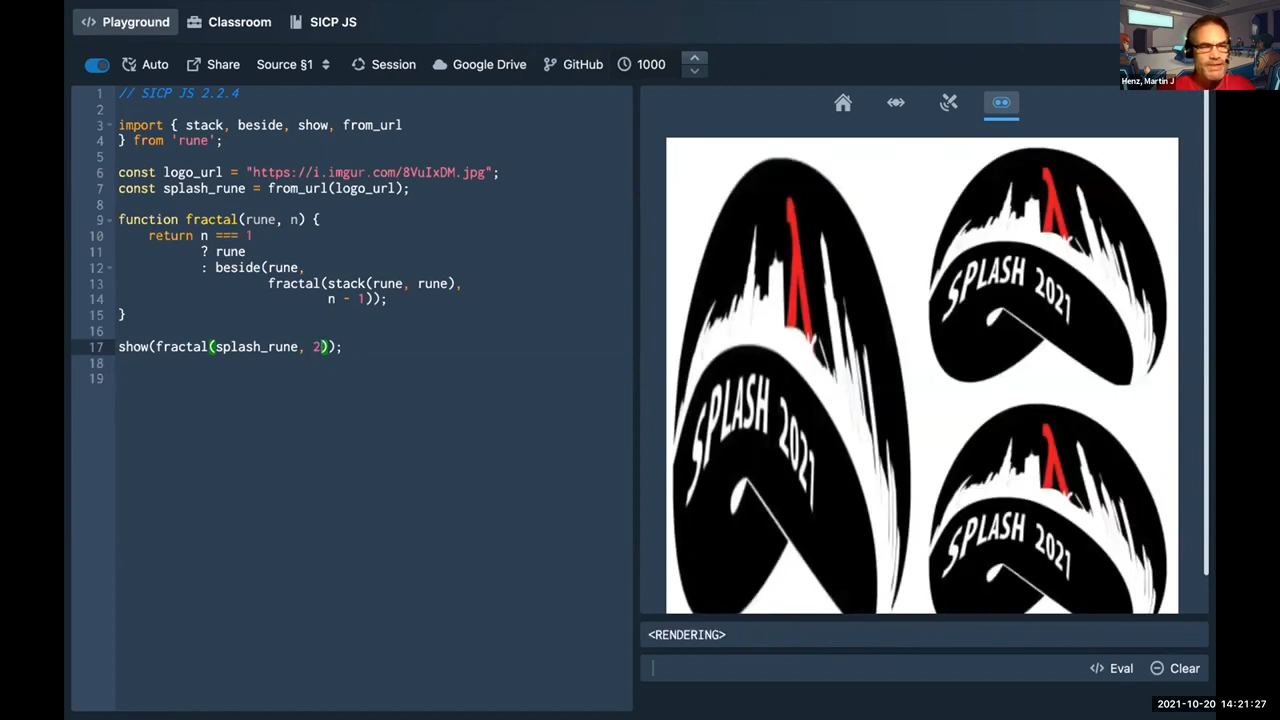 Playground
Classroom
SICP JS
Auto
Share
Source §1
Session
Google Drive
GitHub
1000
Henz, Martin J
1 // SICP JS 2.2.4
2
3 import { stack, beside, show, from_url
4 } from 'rune';
5
6 const logo_url = "https://i.imgur.com/8VuIxDM.jpg";
7 const splash_rune = from_url(logo_url);
8
9 function fractal(rune, n) {
10 return n === 1
11 ? rune
12 : beside(rune,
13 fractal(stack(rune, rune),
14 n - 1));
15 }
16
17 show(fractal(splash_rune, 2));
18
19
λ
SPLASH 2021
λ
SPLASH 2021
λ
SPLASH 2021
<RENDERING>
Eval
Clear
2021-10-20 14:21:27